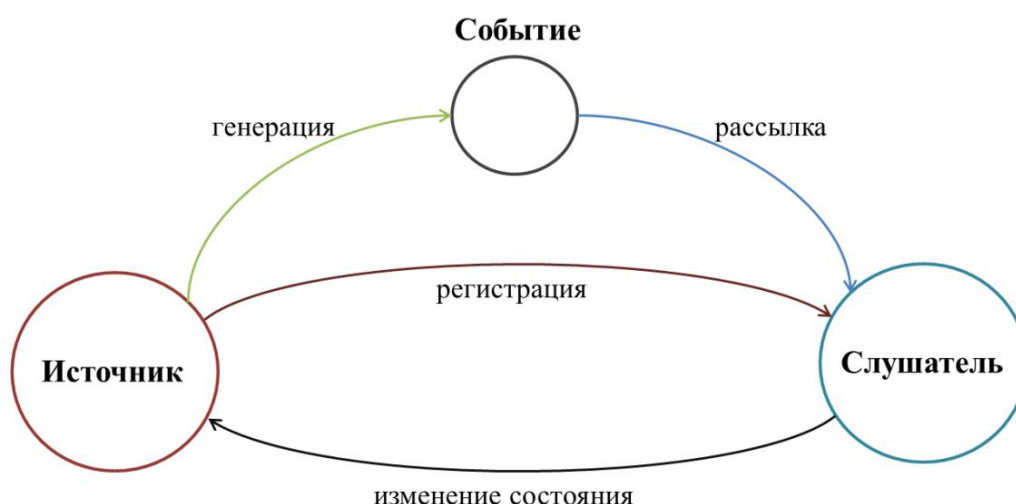 Событие
генерация
рассылка
регистрация
Источник
Слушатель
изменение состояния